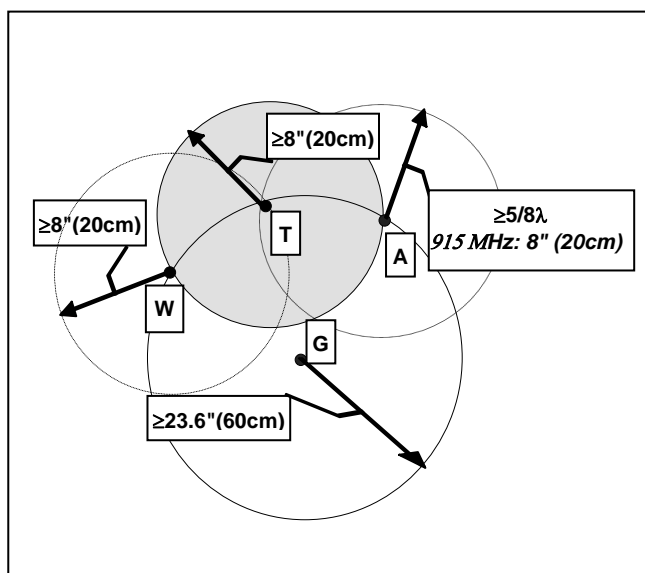 ≥8"(20cm)
≥8"(20cm)
T
≥5/8λ
915 MHz: 8" (20cm)
A
W
G
≥23.6"(60cm)